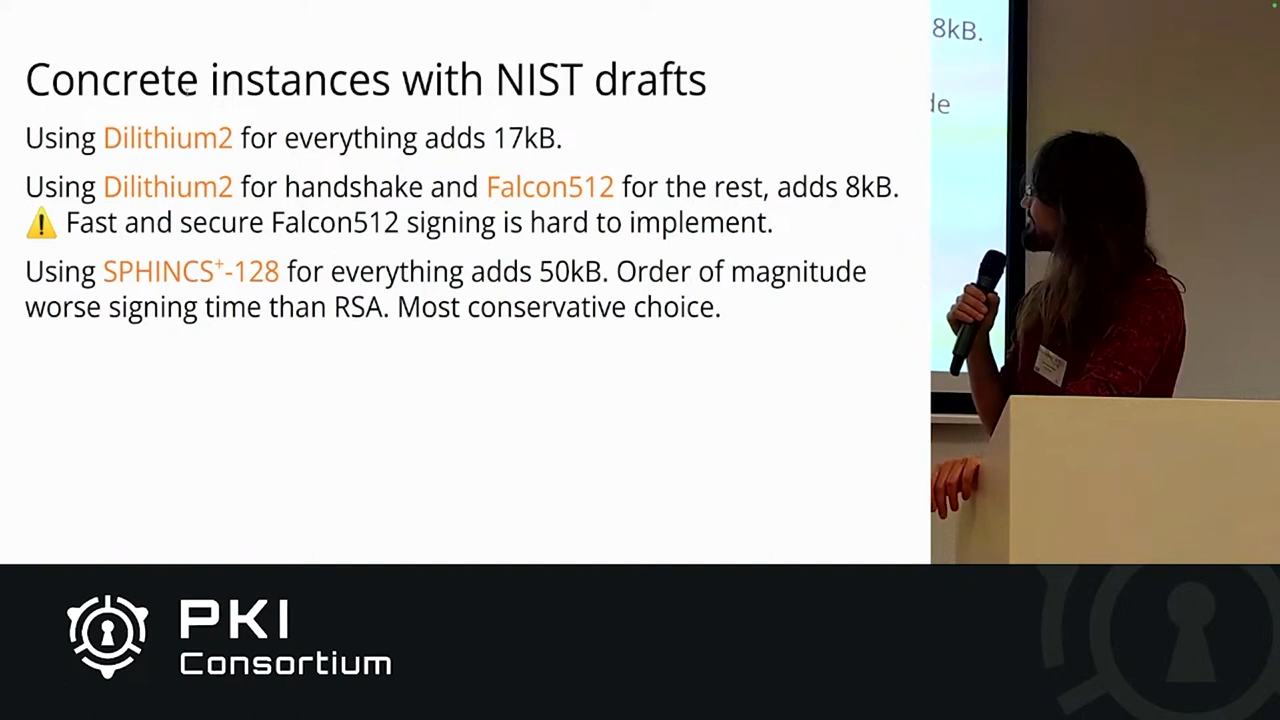 Concrete instances with NIST drafts
Using Dilithium2 for everything adds 17kB.
Using Dilithium2 for handshake and Falcon512 for the rest, adds 8kB.
⚠️ Fast and secure Falcon512 signing is hard to implement.
Using SPHINCS⁺-128 for everything adds 50kB. Order of magnitude
worse signing time than RSA. Most conservative choice.
8kB.
de
PKI
Consortium